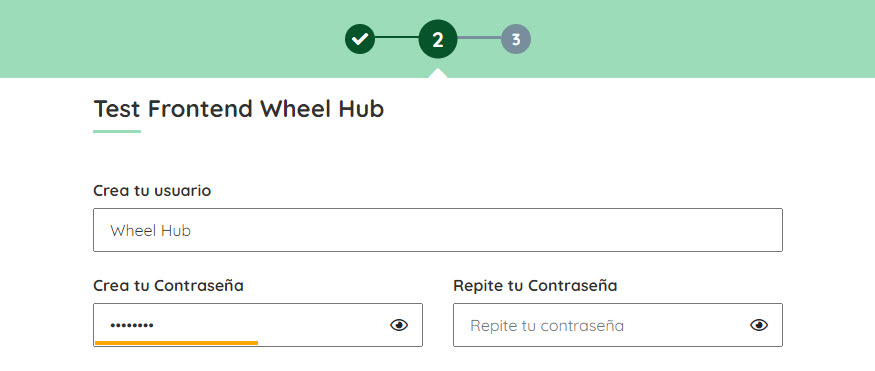 2 3
Test Frontend Wheel Hub
Crea tu usuario
Wheel Hub
Crea tu Contraseña Repite tu Contraseña
•••••••• Repite tu contraseña